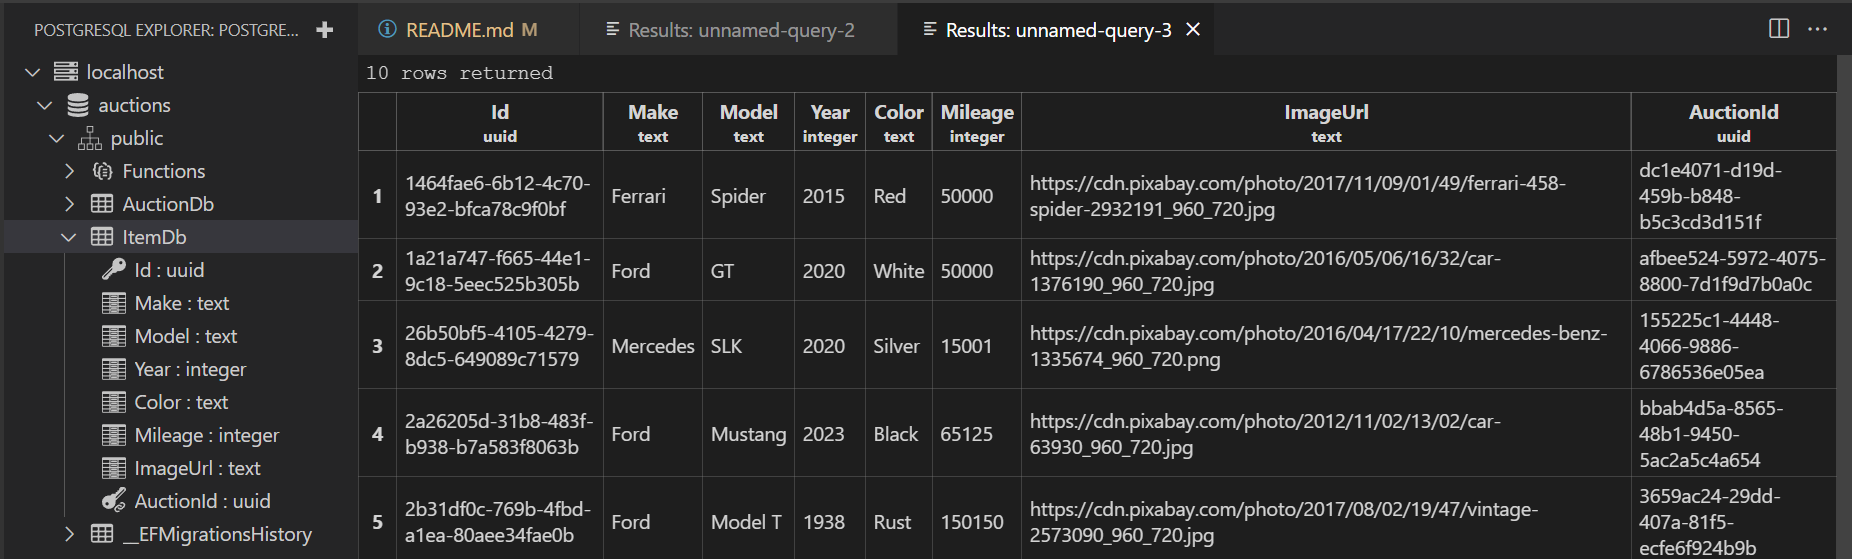 POSTGRESQL EXPLORER: POSTGRE...
localhost
auctions
public
Functions
AuctionDb
ItemDb
Id : uuid
Make : text
Model : text
Year : integer
Color : text
Mileage : integer
ImageUrl : text
AuctionId : uuid
__EFMigrationsHistory
README.md M
Results: unnamed-query-2
Results: unnamed-query-3
10 rows returned
Id Make Model Year Color Mileage ImageUrl AuctionId
uuid text text integer text integer text uuid
1 1464fae6-6b12-4c70-93e2-bfca78c9f0bf Ferrari Spider 2015 Red 50000 https://cdn.pixabay.com/photo/2017/11/09/01/49/ferrari-458-spider-2932191_960_720.jpg dc1e4071-d19d-459b-b848-b5c3cd3d151f
2 1a21a747-f665-44e1-9c18-5eec525b305b Ford GT 2020 White 50000 https://cdn.pixabay.com/photo/2016/05/06/16/32/car-1376190_960_720.jpg afbee524-5972-4075-8800-7d1f9d7b0a0c
3 26b50bf5-4105-4279-8dc5-649089c71579 Mercedes SLK 2020 Silver 15001 https://cdn.pixabay.com/photo/2016/04/17/22/10/mercedes-benz-1335674_960_720.png 155225c1-4448-4066-9886-6786536e05ea
4 2a26205d-31b8-483f-b938-b7a583f8063b Ford Mustang 2023 Black 65125 https://cdn.pixabay.com/photo/2012/11/02/13/02/car-63930_960_720.jpg bbab4d5a-8565-48b1-9450-5ac2a5c4a654
5 2b31df0c-769b-4fbd-a1ea-80aee34fae0b Ford Model T 1938 Rust 150150 https://cdn.pixabay.com/photo/2017/08/02/19/47/vintage-2573090_960_720.jpg 3659ac24-29dd-407a-81f5-ecfe6f924b9b